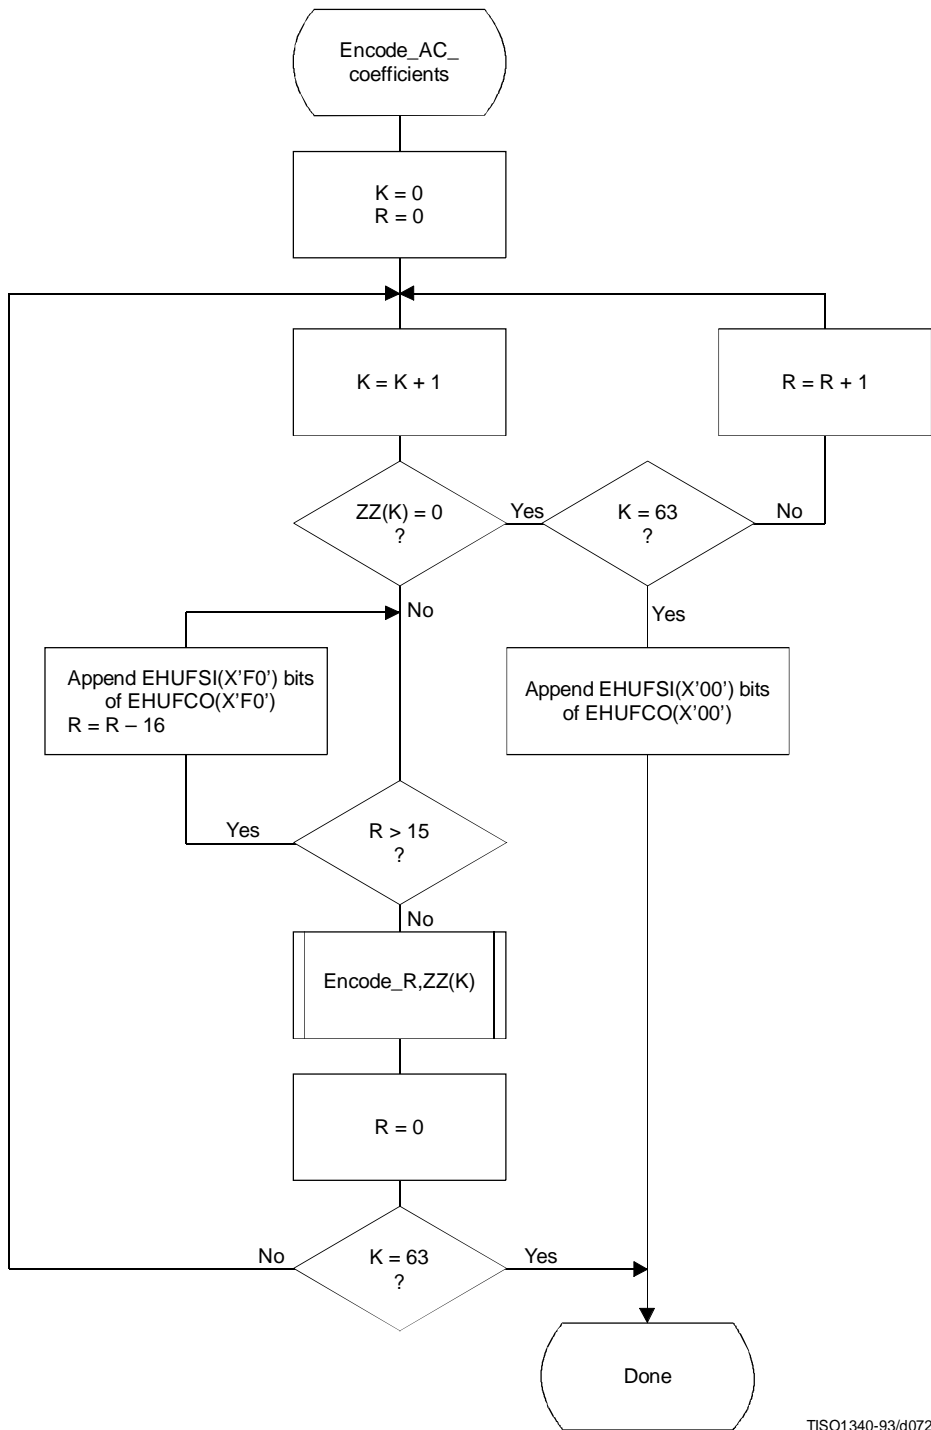 Encode_AC_
coefficients
K = 0
R = 0
K = K + 1
R = R + 1
ZZ(K) = 0
?
Yes
K = 63
?
No
No
Yes
Append EHUFSI(X'F0') bits
of EHUFCO(X'F0')
R = R – 16
Append EHUFSI(X'00') bits
of EHUFCO(X'00')
Yes
R > 15
?
No
Encode_R,ZZ(K)
R = 0
No
K = 63
?
Yes
Done
TISO1340-93/d072